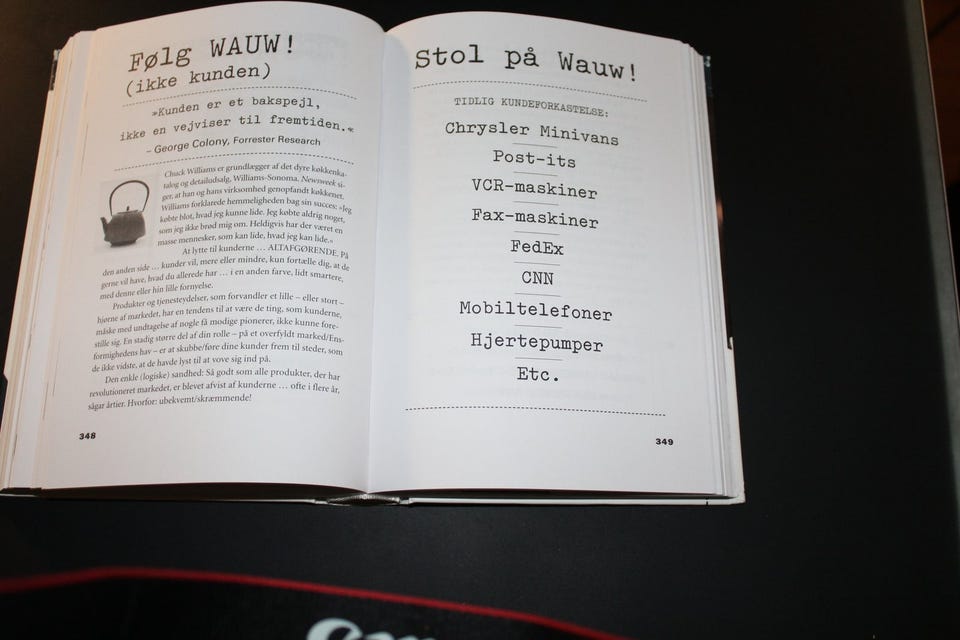 Følg WAUW!
(ikke kunden)
»Kunden er et bakspejl,
ikke en vejviser til fremtiden.«
– George Colony, Forrester Research
Chuck Williams er grundlægger af det dyre køkkenka-
talog og detailudsalg, Williams-Sonoma. Newsweek si-
ger, at han og hans virksomhed genopfandt køkkenet.
Williams forklarede hemmeligheden bag sin succes: »Jeg
købte blot, hvad jeg kunne lide. Jeg købte aldrig noget,
som jeg ikke brød mig om. Heldigvis har der været en
masse mennesker, som kan lide, hvad jeg kan lide.«
At lytte til kunderne … ALTAFGØRENDE. På
den anden side … kunder vil, mere eller mindre, kun fortælle dig, at de
gerne vil have, hvad du allerede har … i en anden farve, lidt smartere,
med denne eller hin lille fornyelse.
Produkter og tjenesteydelser, som forvandler et lille – eller stort –
hjørne af markedet, har en tendens til at være de ting, som kunderne,
måske med undtagelse af nogle få modige pionerer, ikke kunne fore-
stille sig. En stadig større del af din rolle – på et overfyldt marked/Ens-
formighedens hav – er at skubbe/føre dine kunder frem til steder, som
de ikke vidste, at de havde lyst til at vove sig ind på.
Den enkle (logiske) sandhed: Så godt som alle produkter, der har
revolutioneret markedet, er blevet afvist af kunderne … ofte i flere år,
sågar årtier. Hvorfor: ubekvemt/skræmmende!
348
Stol på Wauw!
TIDLIG KUNDEFORKASTELSE:
Chrysler Minivans
Post-its
VCR-maskiner
Fax-maskiner
FedEx
CNN
Mobiltelefoner
Hjertepumper
Etc.
349